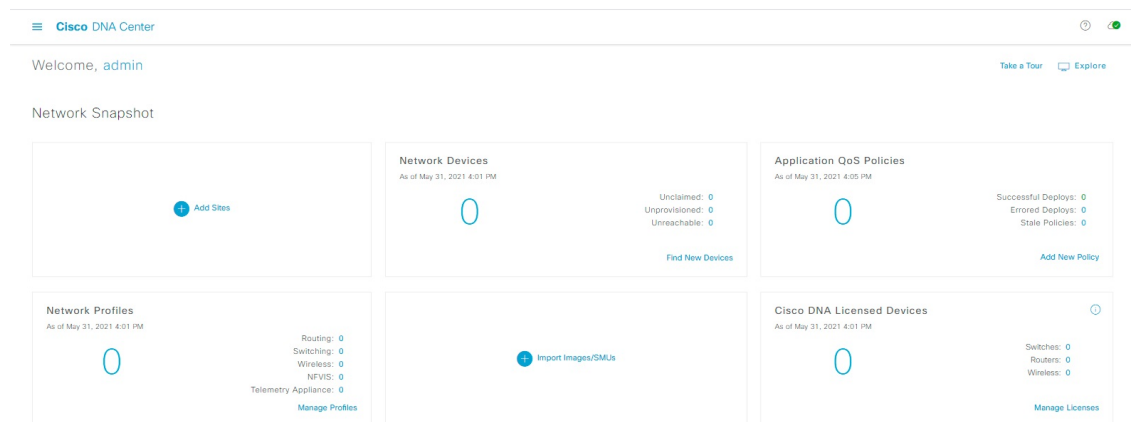 Cisco DNA Center
Welcome, admin
Take a Tour
Explore
Network Snapshot
Add Sites
Network Devices
As of May 31, 2021 4:01 PM
0
Unclaimed: 0
Unprovisioned: 0
Unreachable: 0
Find New Devices
Application QoS Policies
As of May 31, 2021 4:05 PM
0
Successful Deploys: 0
Errored Deploys: 0
Stale Policies: 0
Add New Policy
Network Profiles
As of May 31, 2021 4:01 PM
0
Routing: 0
Switching: 0
Wireless: 0
NFVIS: 0
Telemetry Appliance: 0
Manage Profiles
Import Images/SMUs
Cisco DNA Licensed Devices
As of May 31, 2021 4:01 PM
0
Switches: 0
Routers: 0
Wireless: 0
Manage Licenses